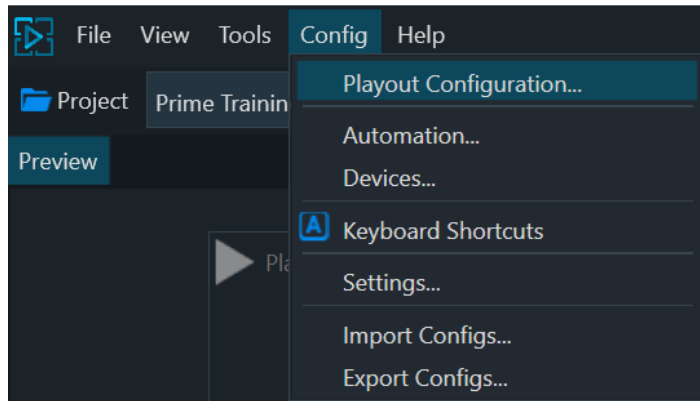 File View Tools Config Help
Project Prime Trainin
Playout Configuration...
Automation...
Preview
Devices...
A Keyboard Shortcuts
Pla
Settings...
Import Configs...
Export Configs...